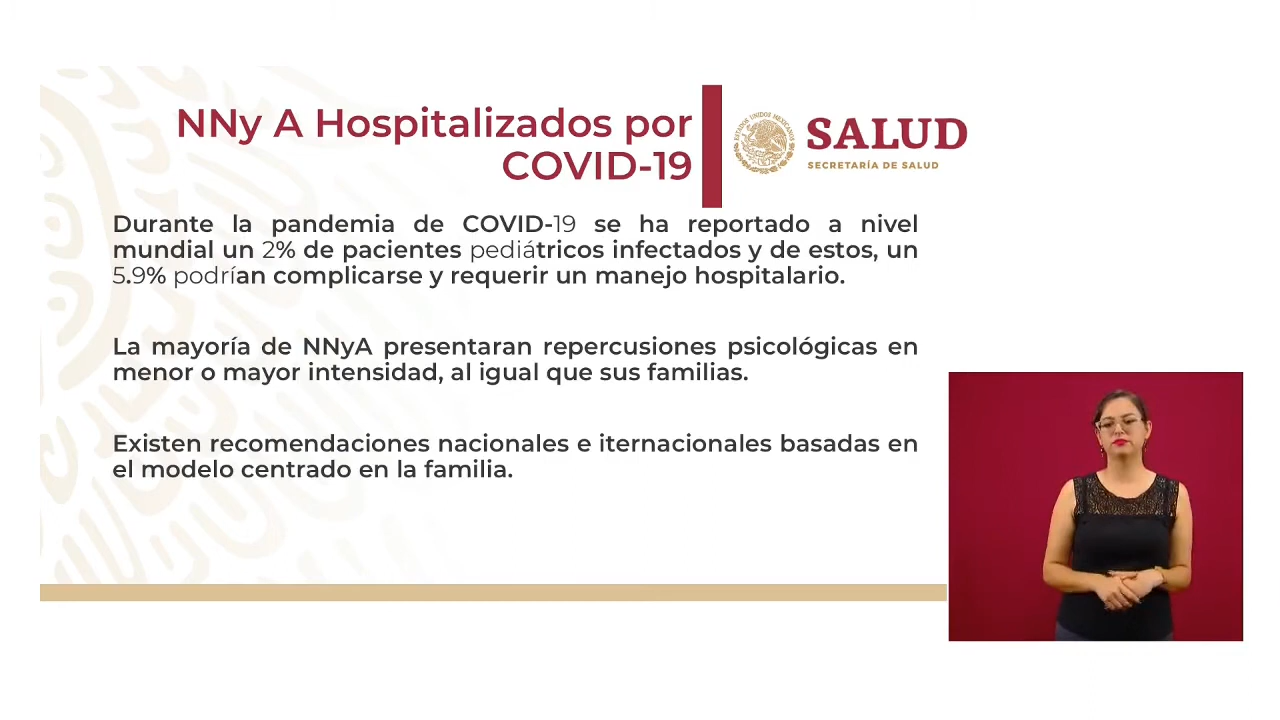 NNy A Hospitalizados por
COVID-19
ESTADOS UNIDOS MEXICANOS
SALUD
SECRETARÍA DE SALUD
Durante la pandemia de COVID-19 se ha reportado a nivel
mundial un 2% de pacientes pediátricos infectados y de estos, un
5.9% podrían complicarse y requerir un manejo hospitalario.
La mayoría de NNyA presentaran repercusiones psicológicas en
menor o mayor intensidad, al igual que sus familias.
Existen recomendaciones nacionales e iternacionales basadas en
el modelo centrado en la familia.